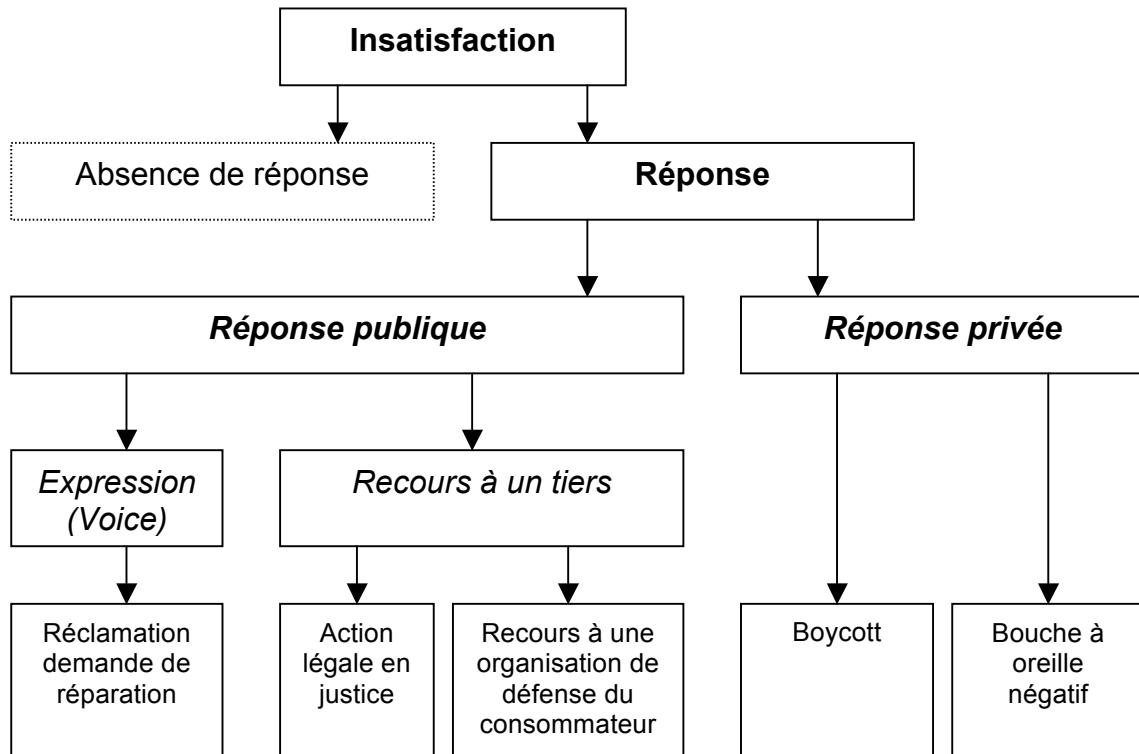 Insatisfaction
Absence de réponse
Réponse
Réponse publique
Réponse privée
Expression
(Voice)
Recours à un tiers
Réclamation
demande de
réparation
Action
légale en
justice
Recours à une
organisation de
défense du
consommateur
Boycott
Bouche à
oreille
négatif